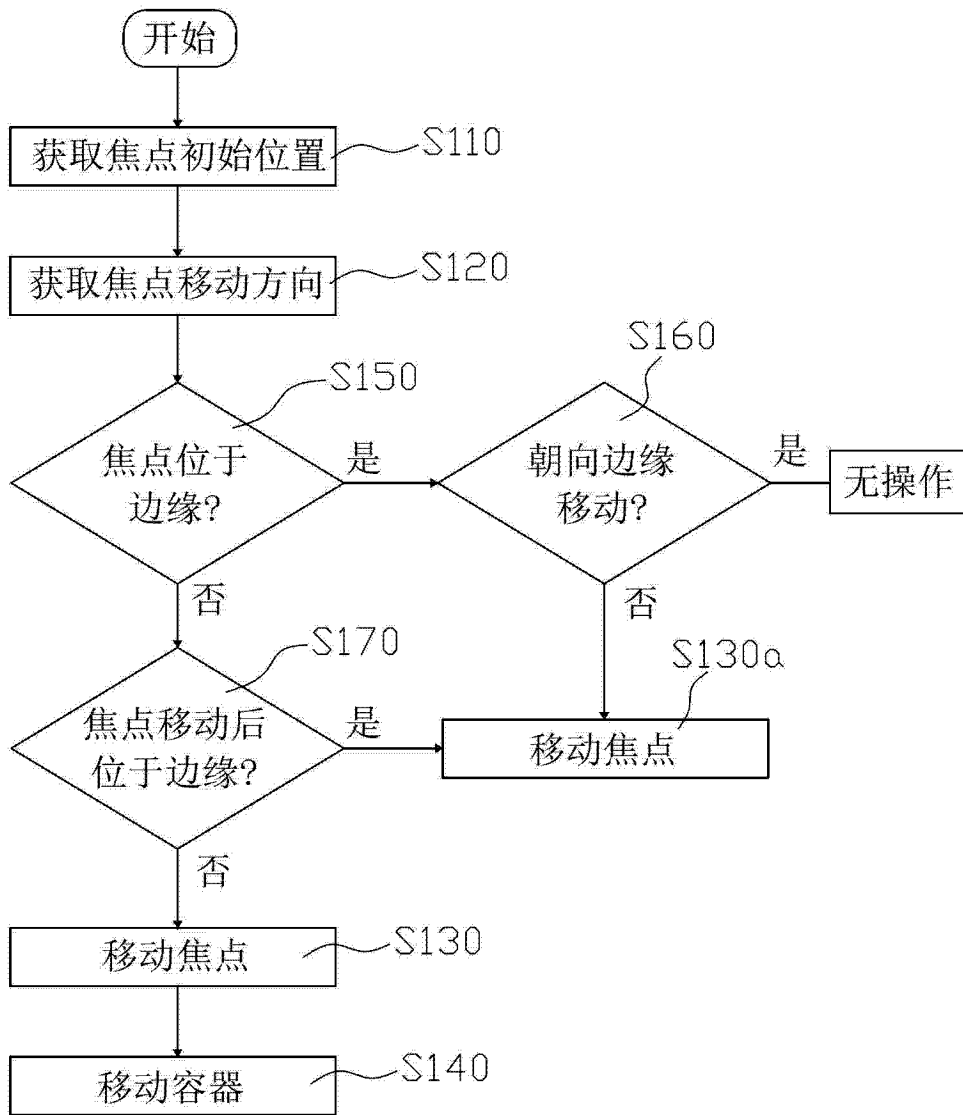 开始
获取焦点初始位置
S110
获取焦点移动方向
S120
S150
焦点位于
边缘?
是
S160
朝向边缘
移动?
是
无操作
否
否
S170
焦点移动后
位于边缘?
是
S130a
移动焦点
否
移动焦点
S130
移动容器
S140